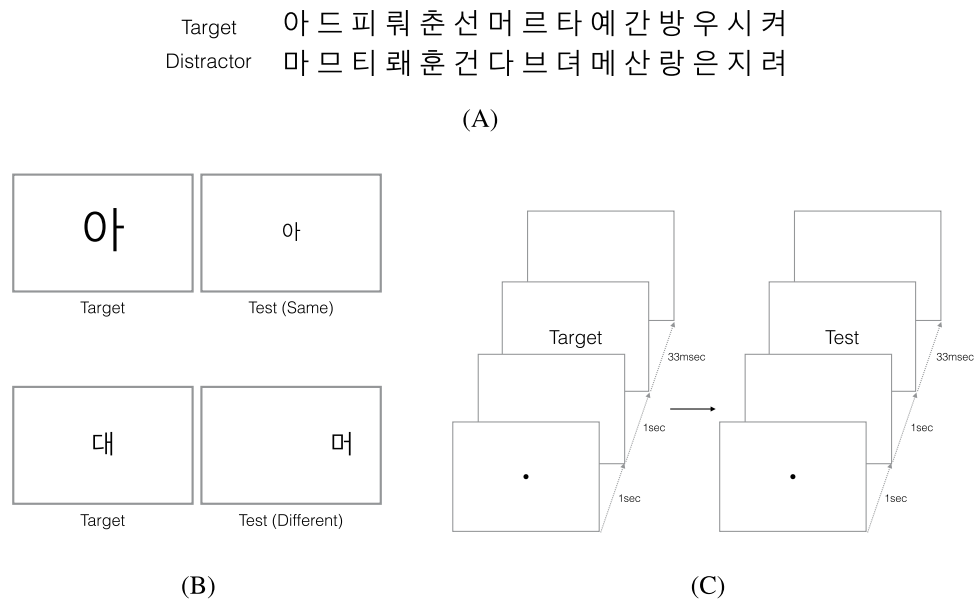 Target 아 드 피 뤄 춘 선 머 르 타 예 간 방 우 시 켜
Distractor 마 므 티 뢔 훈 건 다 브 뎌 메 산 랑 은 지 려
(A)
아
아
Target
Test (Same)
대
머
Target
Test (Different)
(B)
Target
33msec
1sec
1sec
Test
33msec
1sec
1sec
(C)